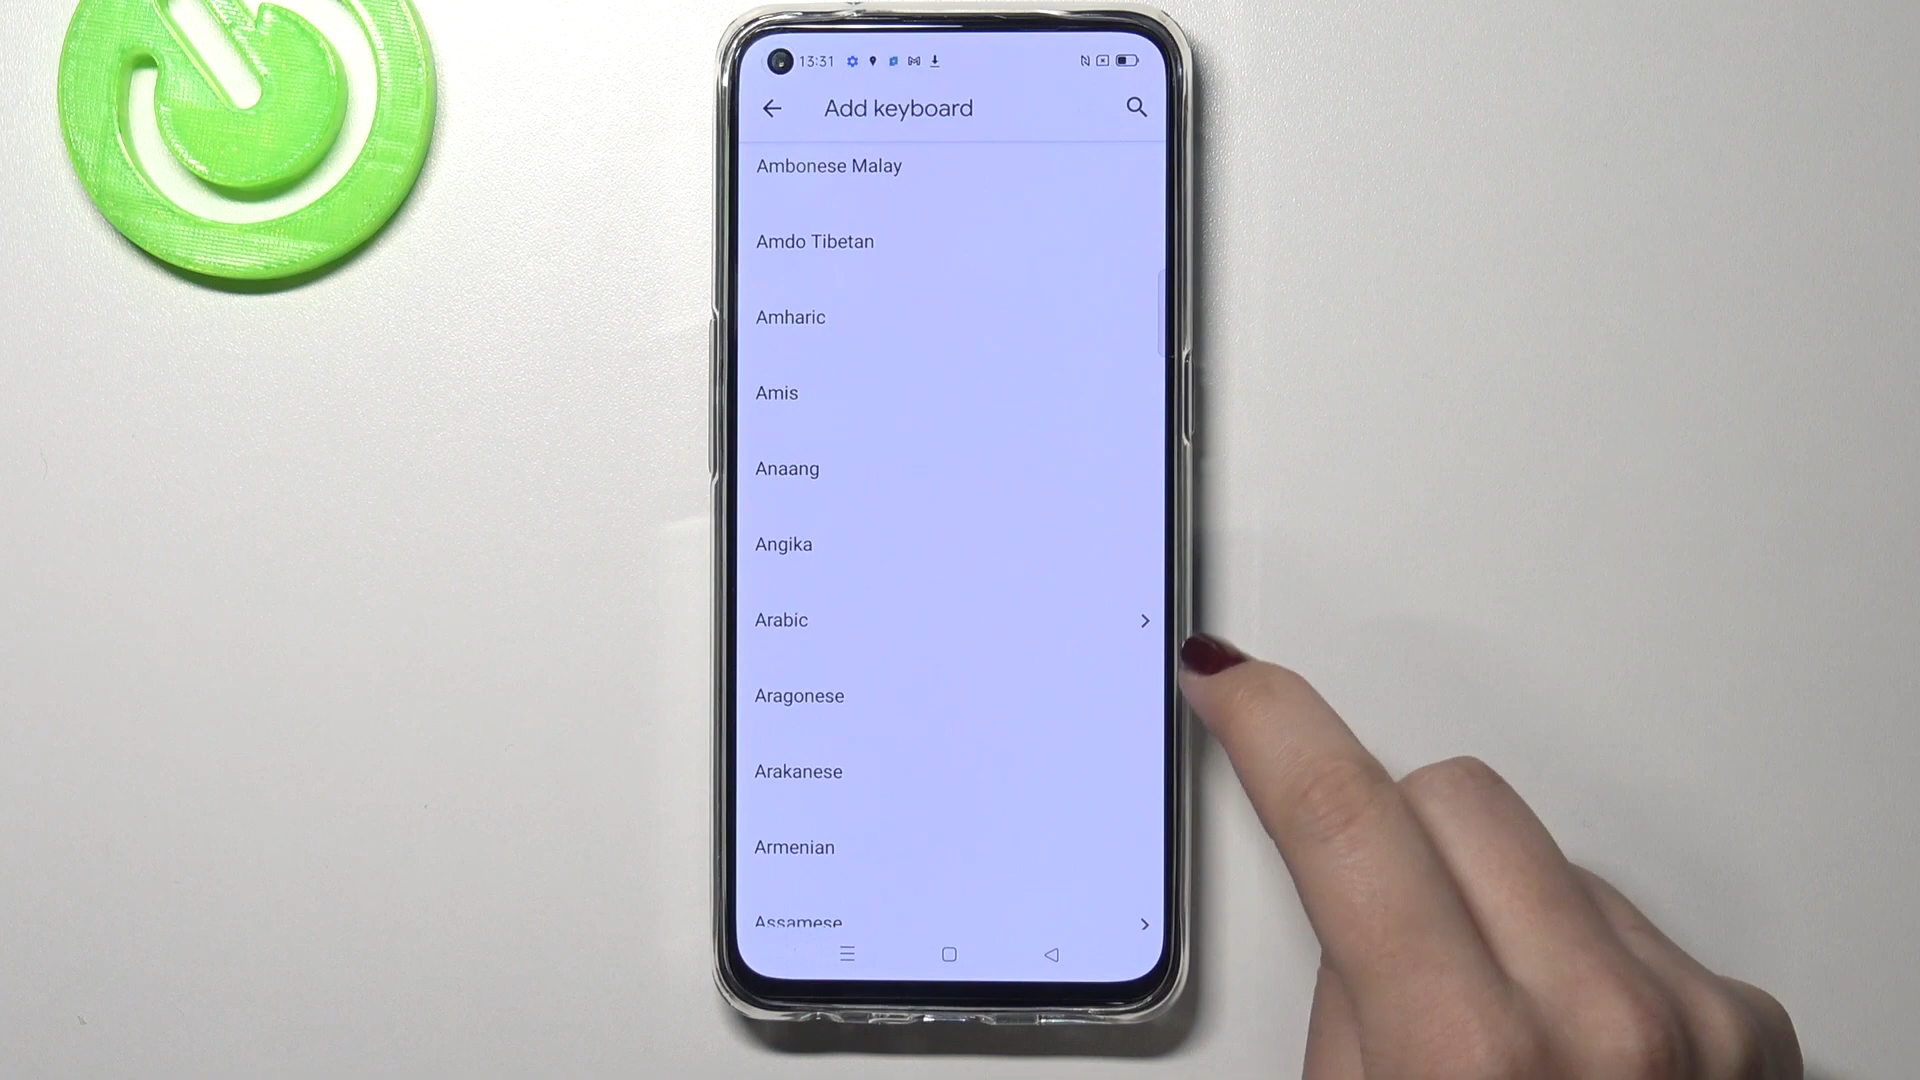 13:31
Add keyboard
Ambonese Malay
Amdo Tibetan
Amharic
Amis
Anaang
Angika
Arabic
Aragonese
Arakanese
Armenian
Assamese